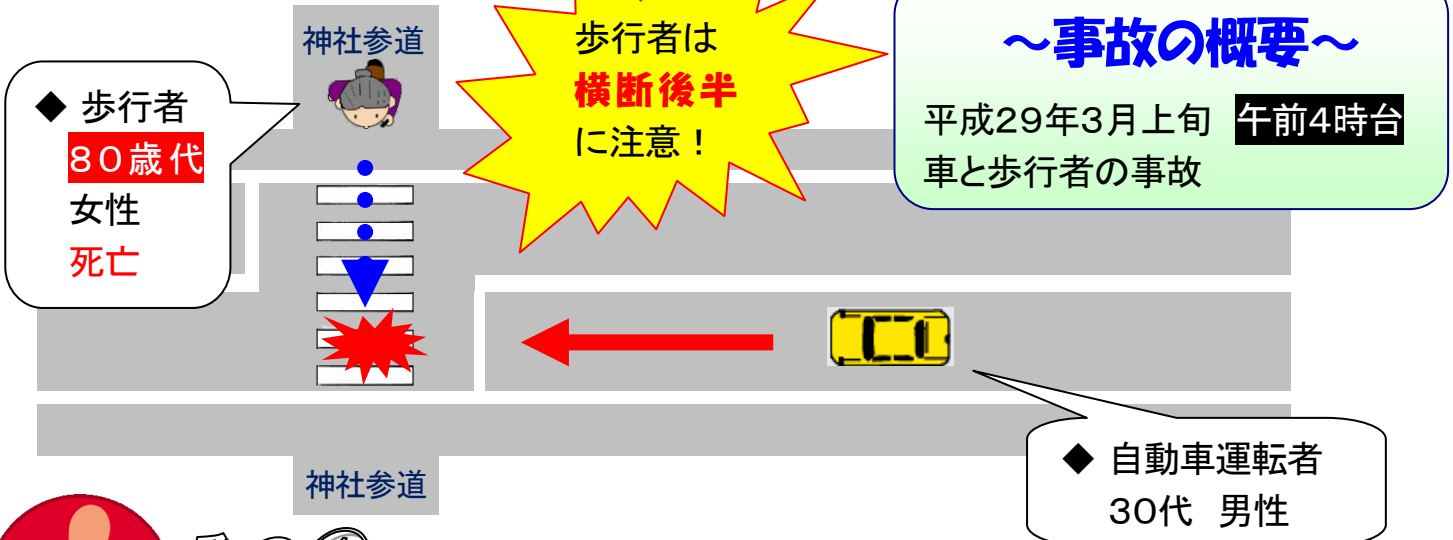 神社参道
◆ 歩行者
80歳代
女性
死亡
歩行者は
横断後半
に注意！
～事故の概要～
平成29年3月上旬 午前4時台
車と歩行者の事故
◆ 自動車運転者
30代 男性
神社参道